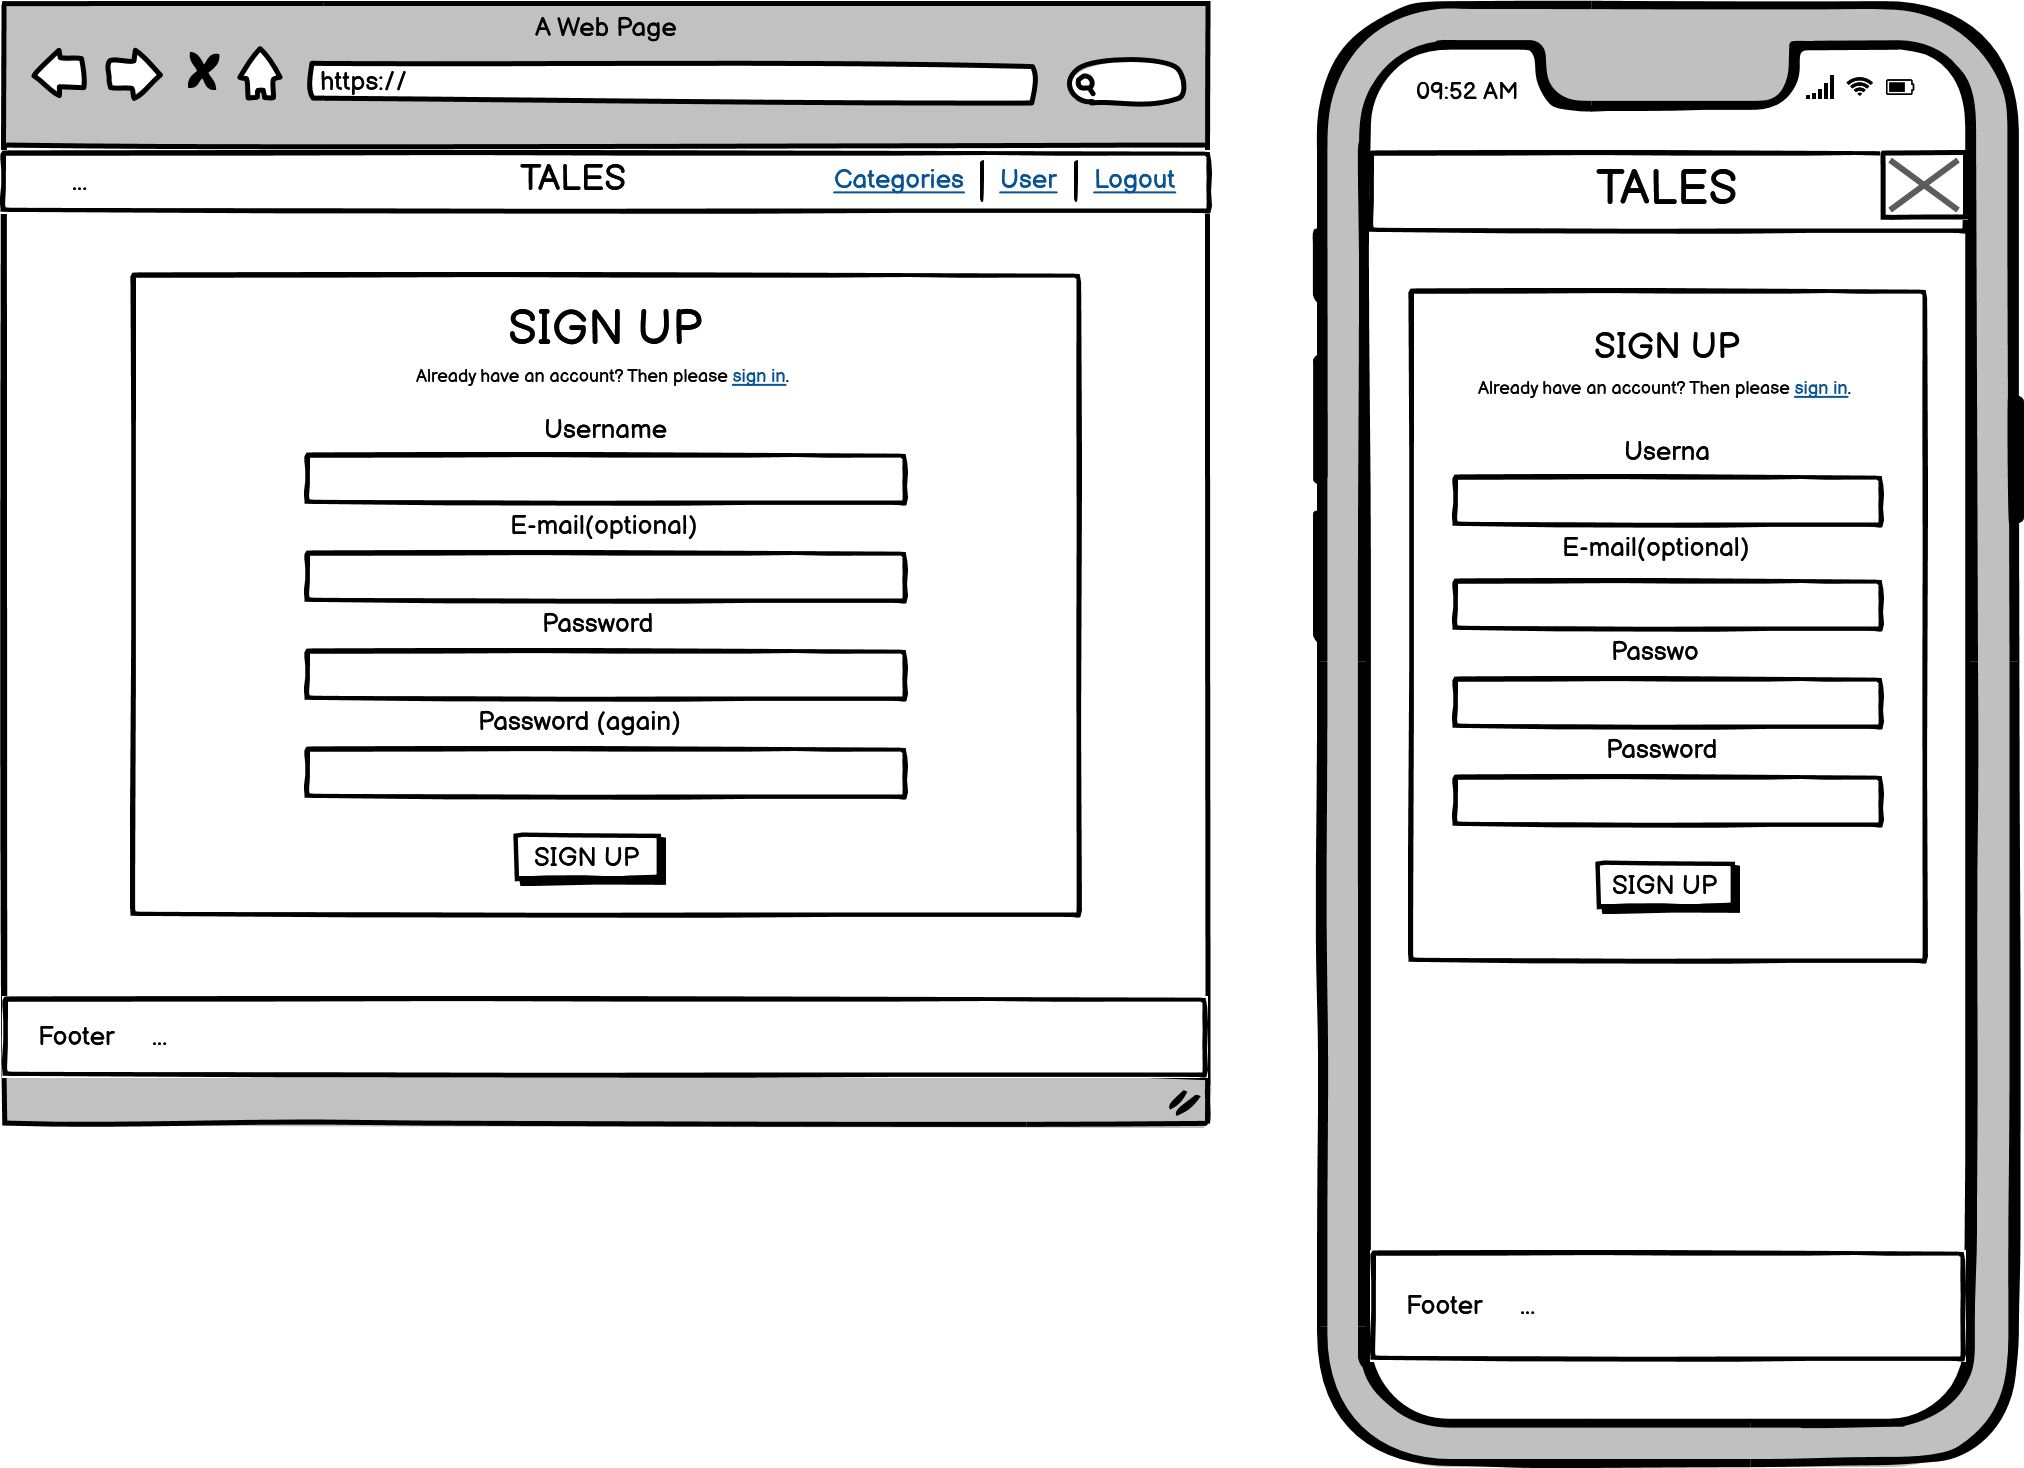 A Web Page
https://
... TALES Categories User Logout
SIGN UP
Already have an account? Then please sign in.
Username
E-mail(optional)
Password
Password (again)
SIGN UP
Footer ...
09:52 AM
TALES
SIGN UP
Already have an account? Then please sign in.
Userna
E-mail(optional)
Passwo
Password
SIGN UP
Footer ...